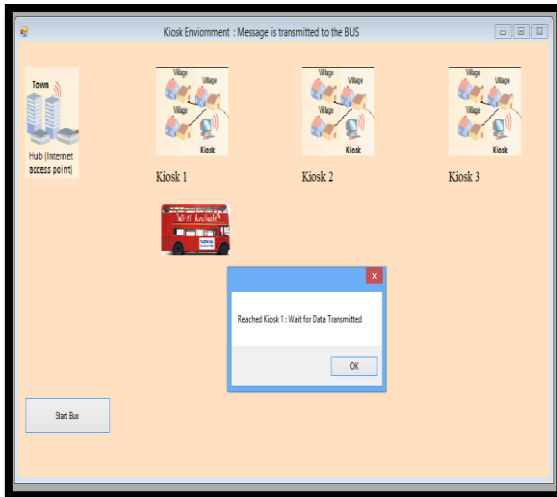 Kiosk Enviornment : Message is transmitted to the BUS
Town
Hub (Internet
access point)
Village
Village
Village
Kiosk
Kiosk 1
Village
Village
Village
Kiosk
Kiosk 2
Village
Village
Village
Kiosk
Kiosk 3
Wi-Fi Available
x
Reached Kiosk 1 : Wait for Data Transmitted
OK
Start Bus